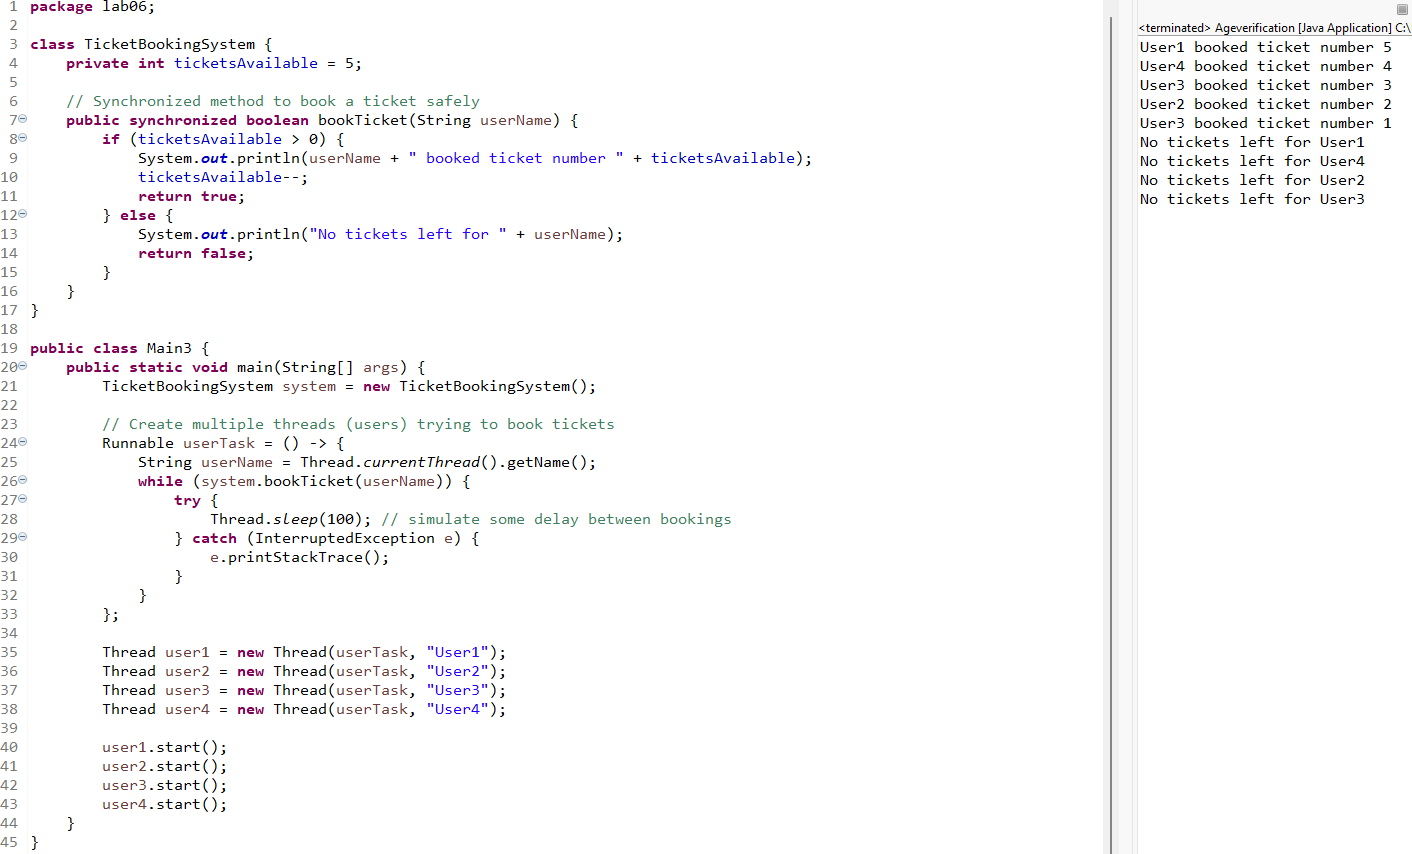 1 package lab06;
2
3 class TicketBookingSystem {
4     private int ticketsAvailable = 5;
5
6     // Synchronized method to book a ticket safely
7     public synchronized boolean bookTicket(String userName) {
8         if (ticketsAvailable > 0) {
9             System.out.println(userName + " booked ticket number " + ticketsAvailable);
10             ticketsAvailable--;
11             return true;
12         } else {
13             System.out.println("No tickets left for " + userName);
14             return false;
15         }
16     }
17 }
18
19 public class Main3 {
20     public static void main(String[] args) {
21         TicketBookingSystem system = new TicketBookingSystem();
22
23         // Create multiple threads (users) trying to book tickets
24         Runnable userTask = () -> {
25             String userName = Thread.currentThread().getName();
26             while (system.bookTicket(userName)) {
27                 try {
28                     Thread.sleep(100); // simulate some delay between bookings
29                 } catch (InterruptedException e) {
30                     e.printStackTrace();
31                 }
32             }
33         };
34
35         Thread user1 = new Thread(userTask, "User1");
36         Thread user2 = new Thread(userTask, "User2");
37         Thread user3 = new Thread(userTask, "User3");
38         Thread user4 = new Thread(userTask, "User4");
39
40         user1.start();
41         user2.start();
42         user3.start();
43         user4.start();
44     }
45 }
<terminated> Ageverification [Java Application] C:\
User1 booked ticket number 5
User4 booked ticket number 4
User3 booked ticket number 3
User2 booked ticket number 2
User3 booked ticket number 1
No tickets left for User1
No tickets left for User4
No tickets left for User2
No tickets left for User3